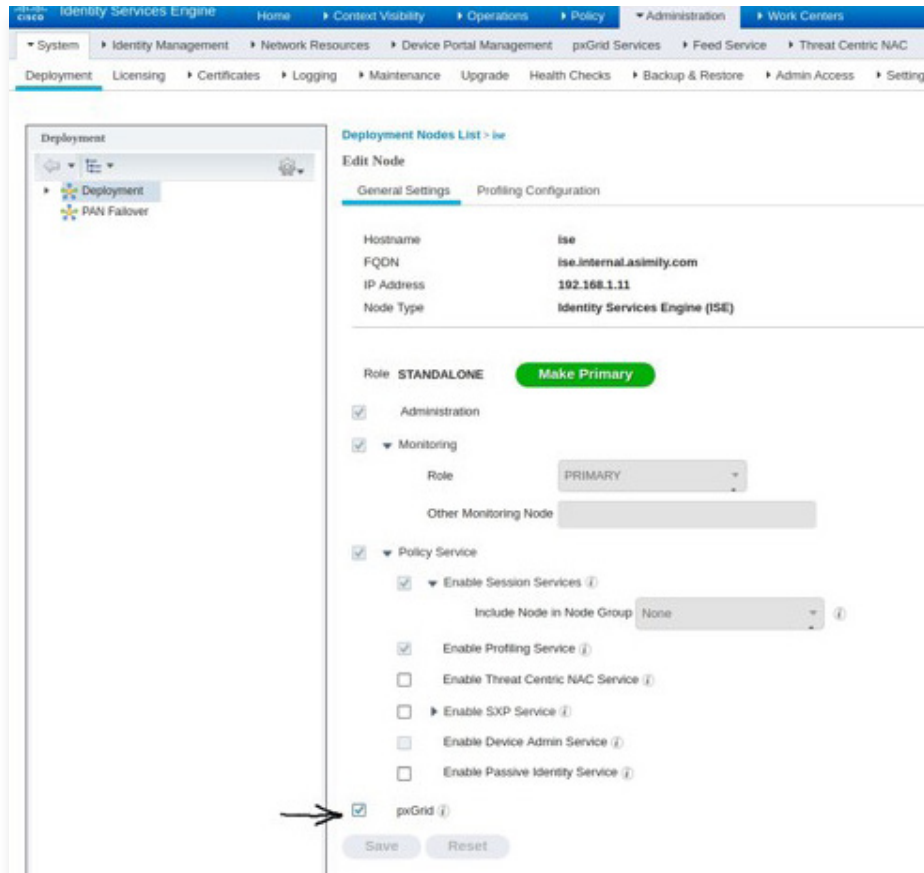 cisco Identity Services Engine Home Context Visibility Operations Policy Administration Work Centers
System Identity Management Network Resources Device Portal Management pxGrid Services Feed Service Threat Centric NAC
Deployment Licensing Certificates Logging Maintenance Upgrade Health Checks Backup & Restore Admin Access Setting
Deployment
Deployment
PAN Failover
Deployment Nodes List > ise
Edit Node
General Settings Profiling Configuration
Hostname ise
FQDN ise.internal.asimily.com
IP Address 192.168.1.11
Node Type Identity Services Engine (ISE)
Role STANDALONE Make Primary
Administration
Monitoring
Role PRIMARY
Other Monitoring Node
Policy Service
Enable Session Services i
Include Node in Node Group None i
Enable Profiling Service i
Enable Threat Centric NAC Service i
Enable SXP Service i
Enable Device Admin Service i
Enable Passive Identity Service i
pxGrid i
Save Reset